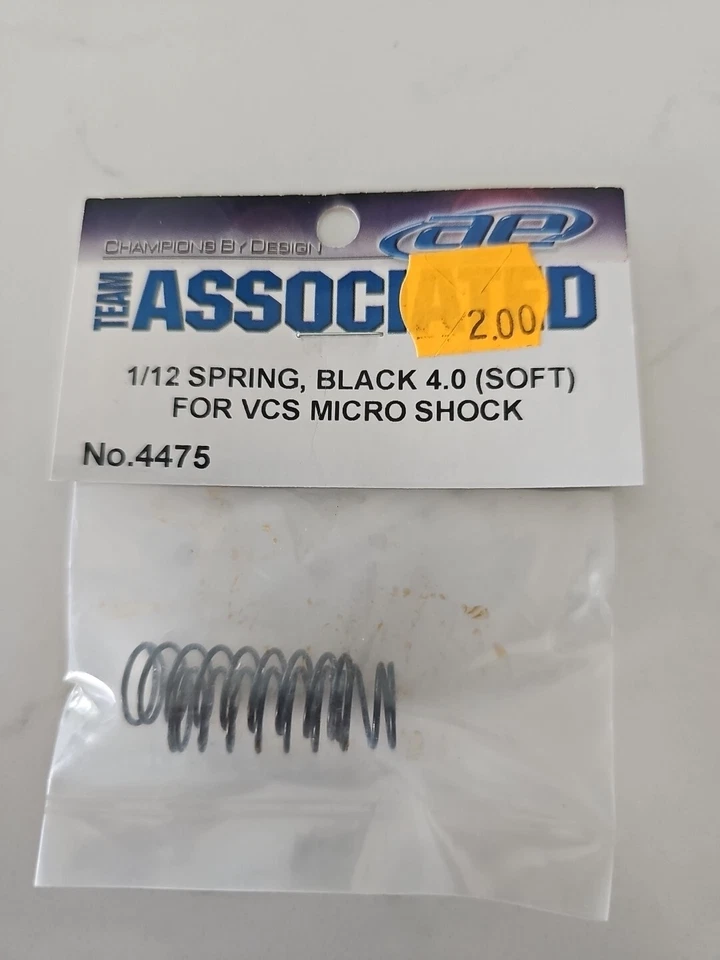 CHAMPIONS BY DESIGN
ae
TEAM ASSOCIATED
2.00
1/12 SPRING, BLACK 4.0 (SOFT)
FOR VCS MICRO SHOCK
No.4475